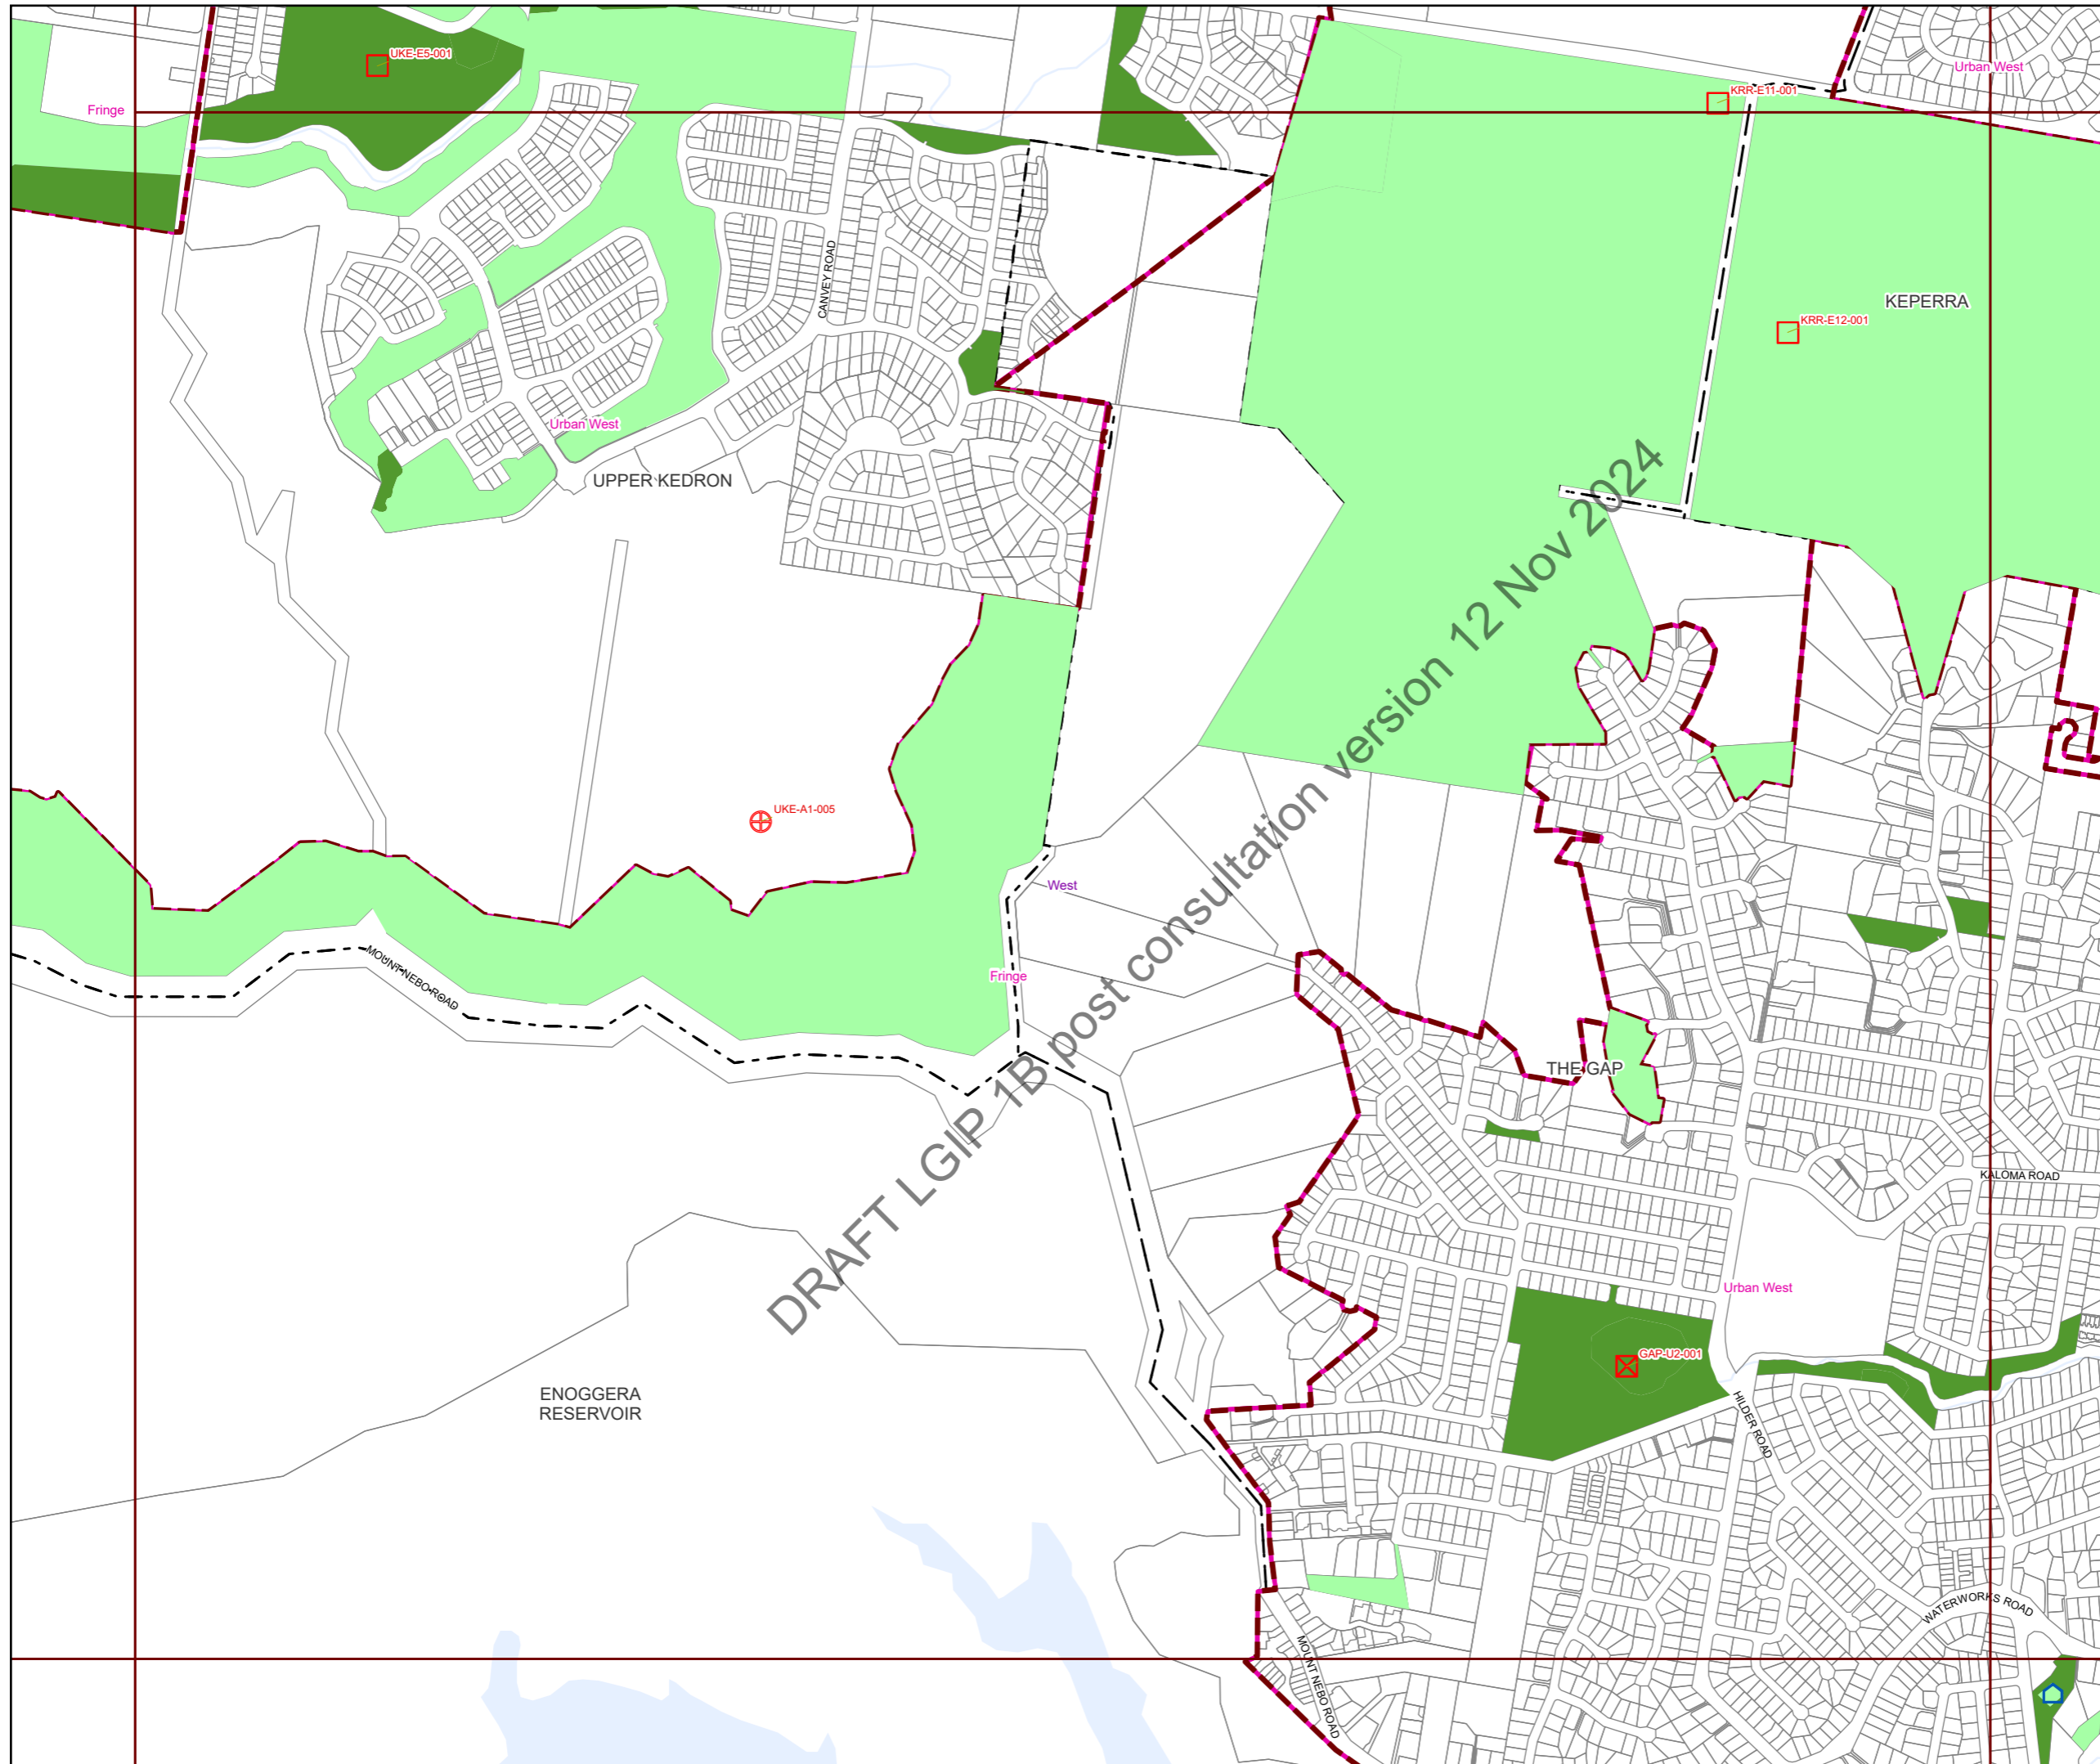 UKE-E5-001
Urban West
KRR-E11-001
Fringe
CANVEY ROAD
KEPERRA
KRR-E12-001
Urban West
UPPER KEDRON
DRAFT LGIP 1B post consultation version 12 Nov 2024
UKE-A1-005
West
MOUNT NEBO ROAD
Fringe
THE GAP
KALOMA ROAD
Urban West
GAP-U2-001
ENOGGERA
RESERVOIR
HILDER ROAD
WATERWORKS ROAD
MOUNT NEBO ROAD